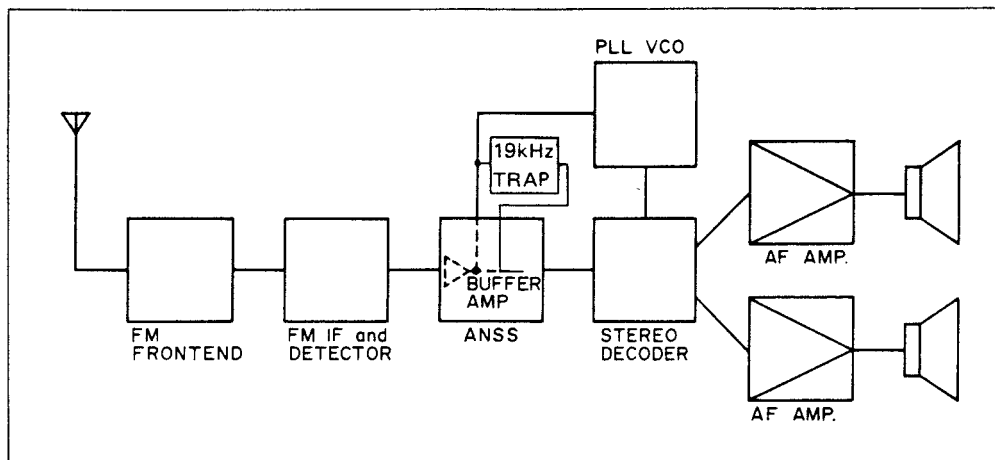 PLL VCO
19kHz
TRAP
BUFFER
AMP
FM
FRONTEND
FM IF and
DETECTOR
ANSS
STEREO
DECODER
AF AMP.
AF AMP.